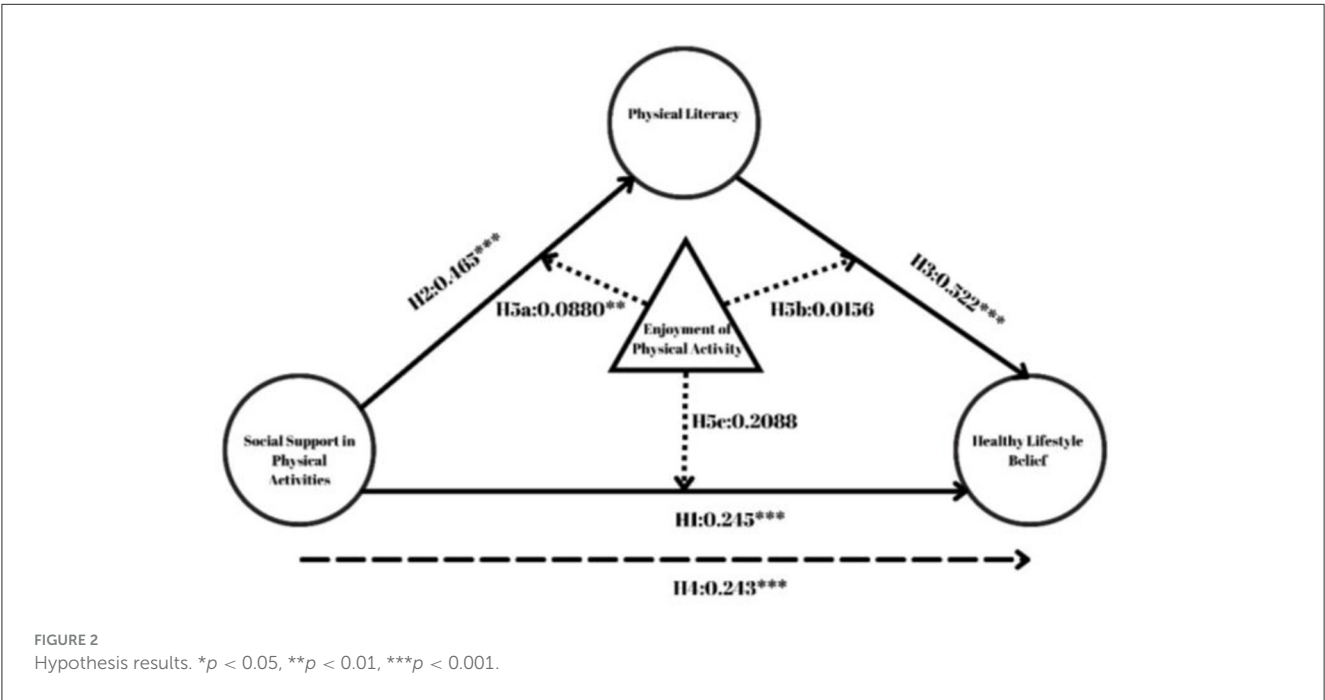 Physical Literacy
H2:0.465***
H3:0.522***
H5a:0.0880**
H5b:0.0156
Enjoyment of
Physical Activity
H5c:0.2088
Social Support in
Physical
Activities
Healthy Lifestyle
Belief
H1:0.245***
H4:0.243***
FIGURE 2
Hypothesis results. *p < 0.05, **p < 0.01, ***p < 0.001.